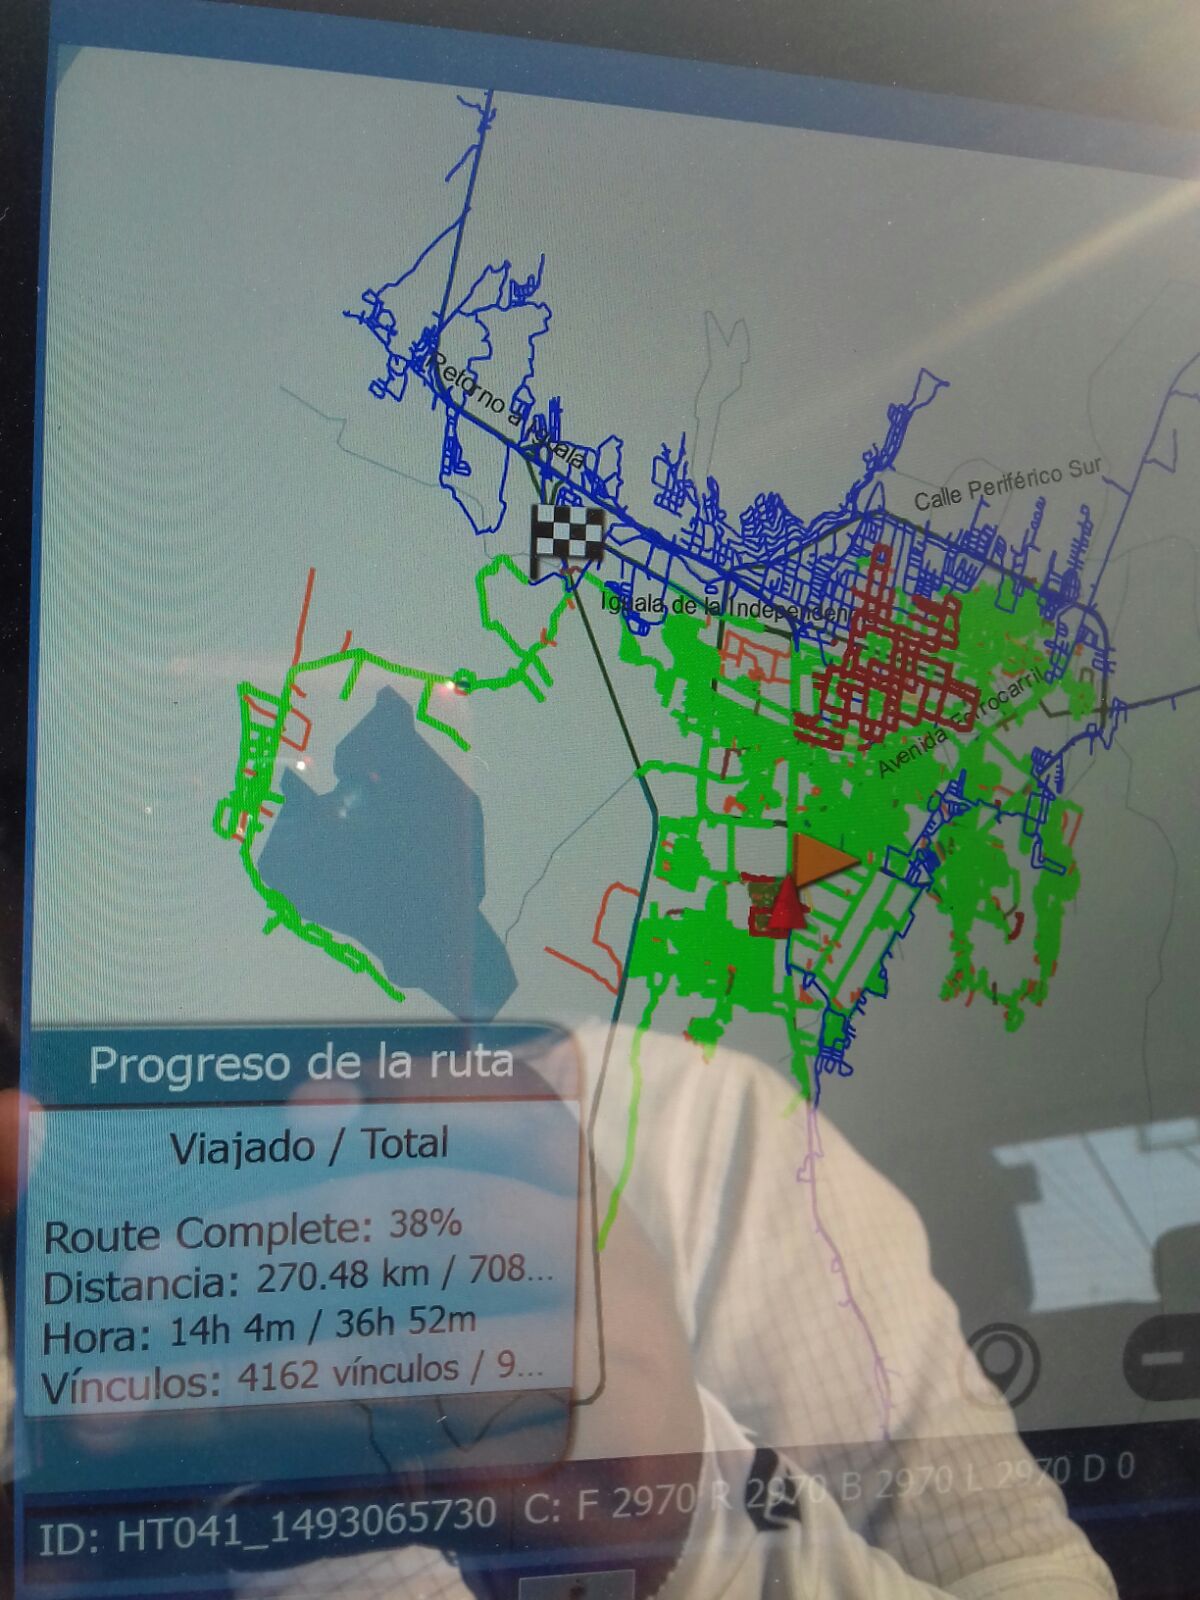 Retorno a Iguala
Calle Periférico Sur
Iguala de la Independenc
Avenida Ferrocarril
Progreso de la ruta
Viajado / Total
Route Complete: 38%
Distancia: 270.48 km / 708...
Hora: 14h 4m / 36h 52m
Vínculos: 4162 vínculos / 9...
ID: HT041_1493065730 C: F 2970 R 2970 B 2970 L 2970 D 0